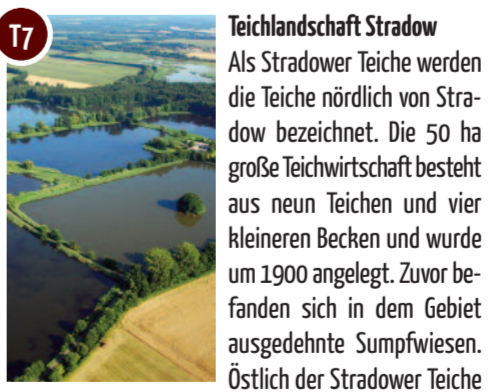 T7
Teichlandschaft Stradow
Als Stradower Teiche werden
die Teiche nördlich von Stra-
dow bezeichnet. Die 50 ha
große Teichwirtschaft besteht
aus neun Teichen und vier
kleineren Becken und wurde
um 1900 angelegt. Zuvor be-
fanden sich in dem Gebiet
ausgedehnte Sumpfwiesen.
Östlich der Stradower Teiche